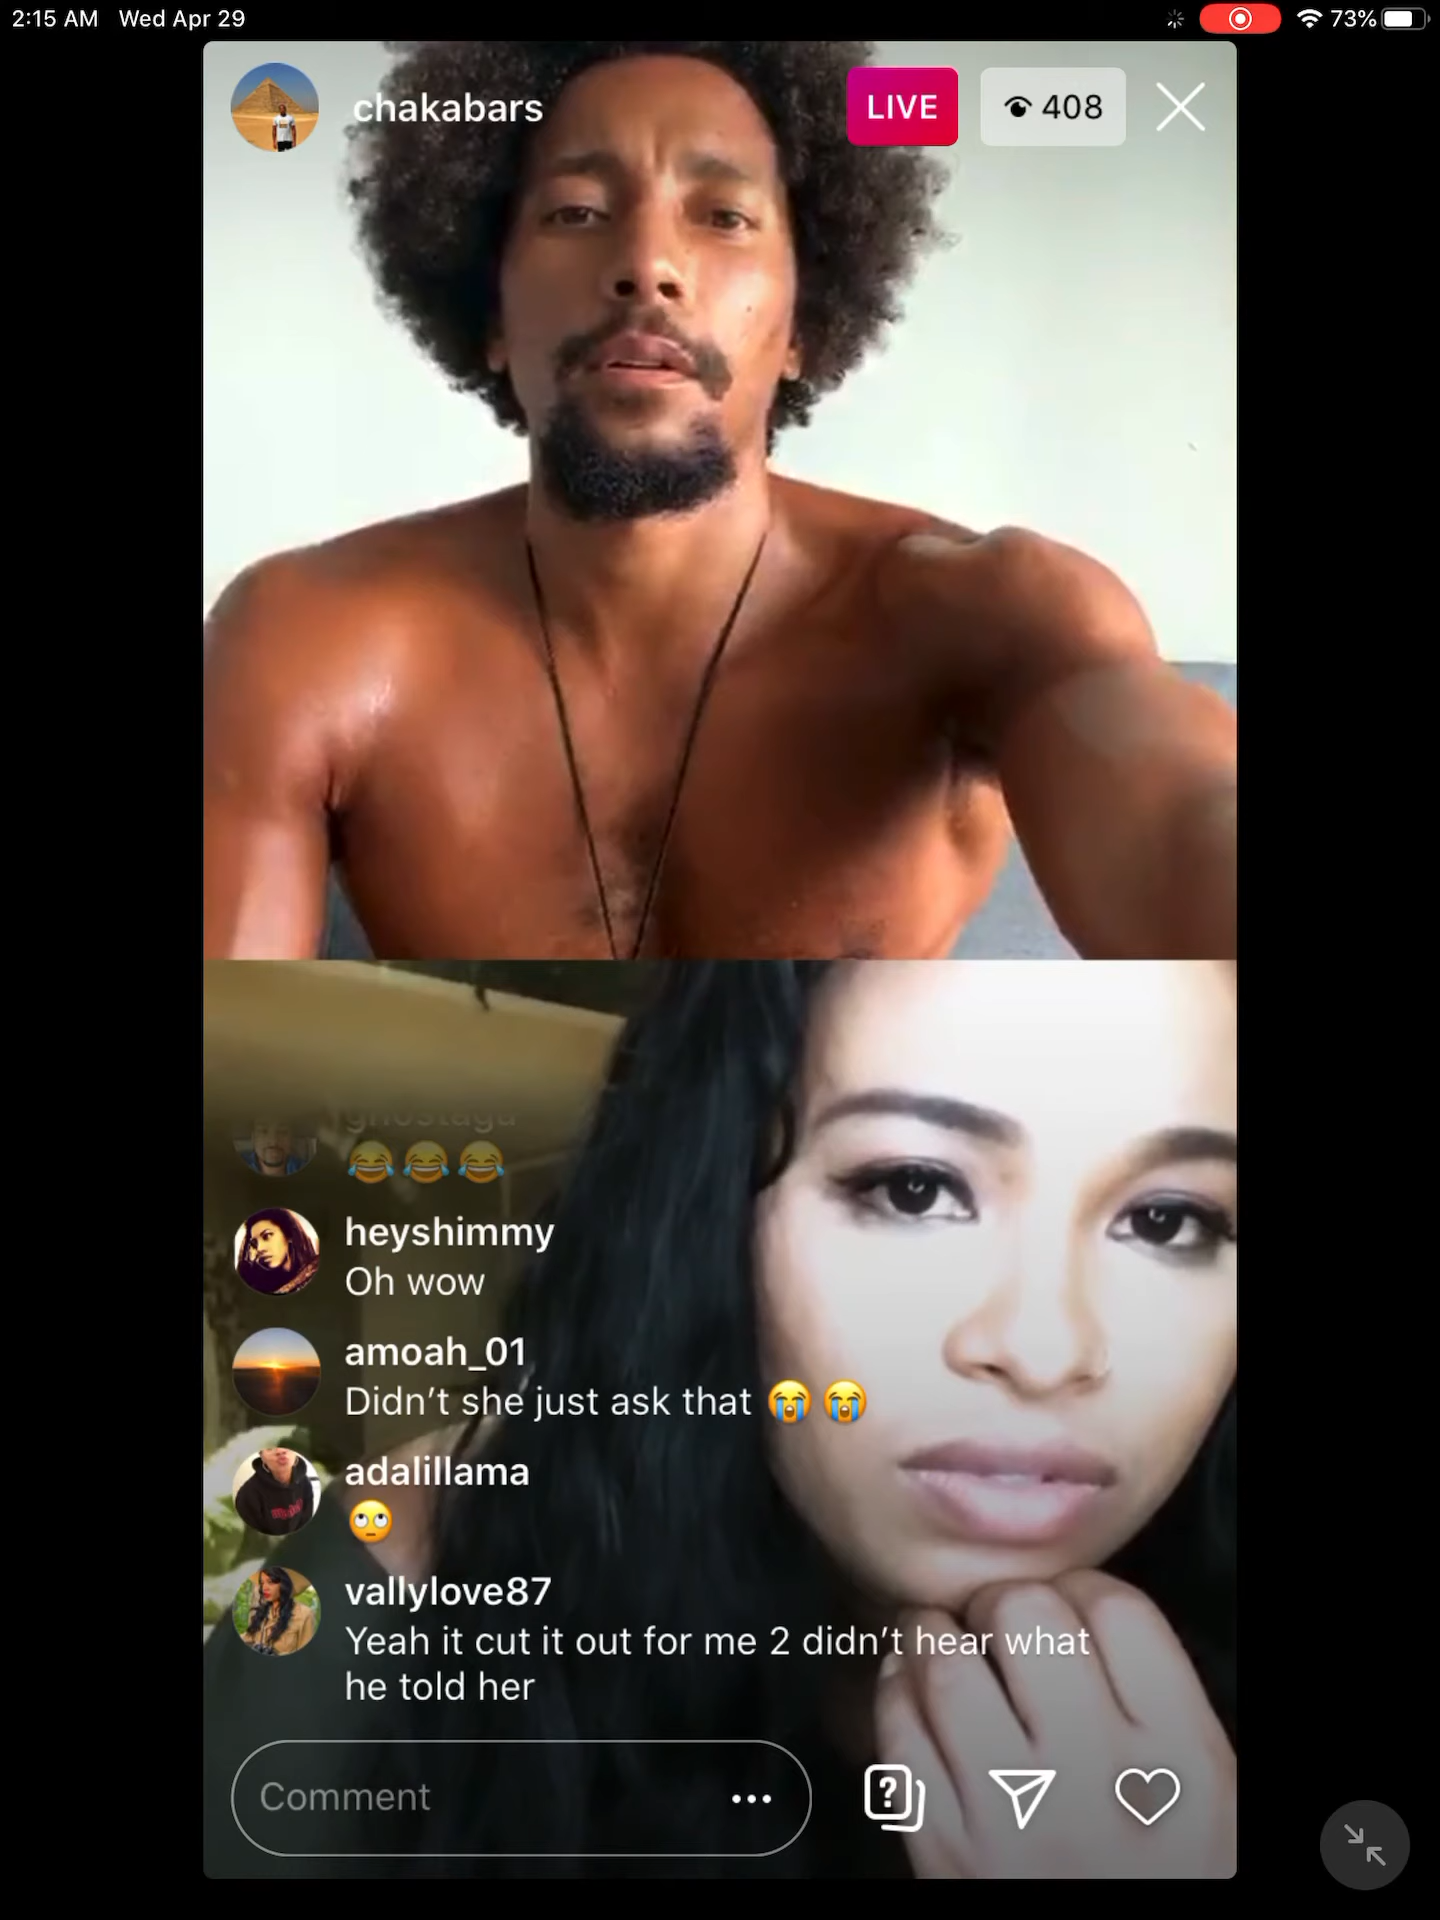 2:15 AM Wed Apr 29
73%
chakabars
LIVE
408
ghostaga
😂😂😂
heyshimmy
Oh wow
amoah_01
Didn't she just ask that 😭😭
adalillama
🙄
vallylove87
Yeah it cut it out for me 2 didn't hear what
he told her
Comment